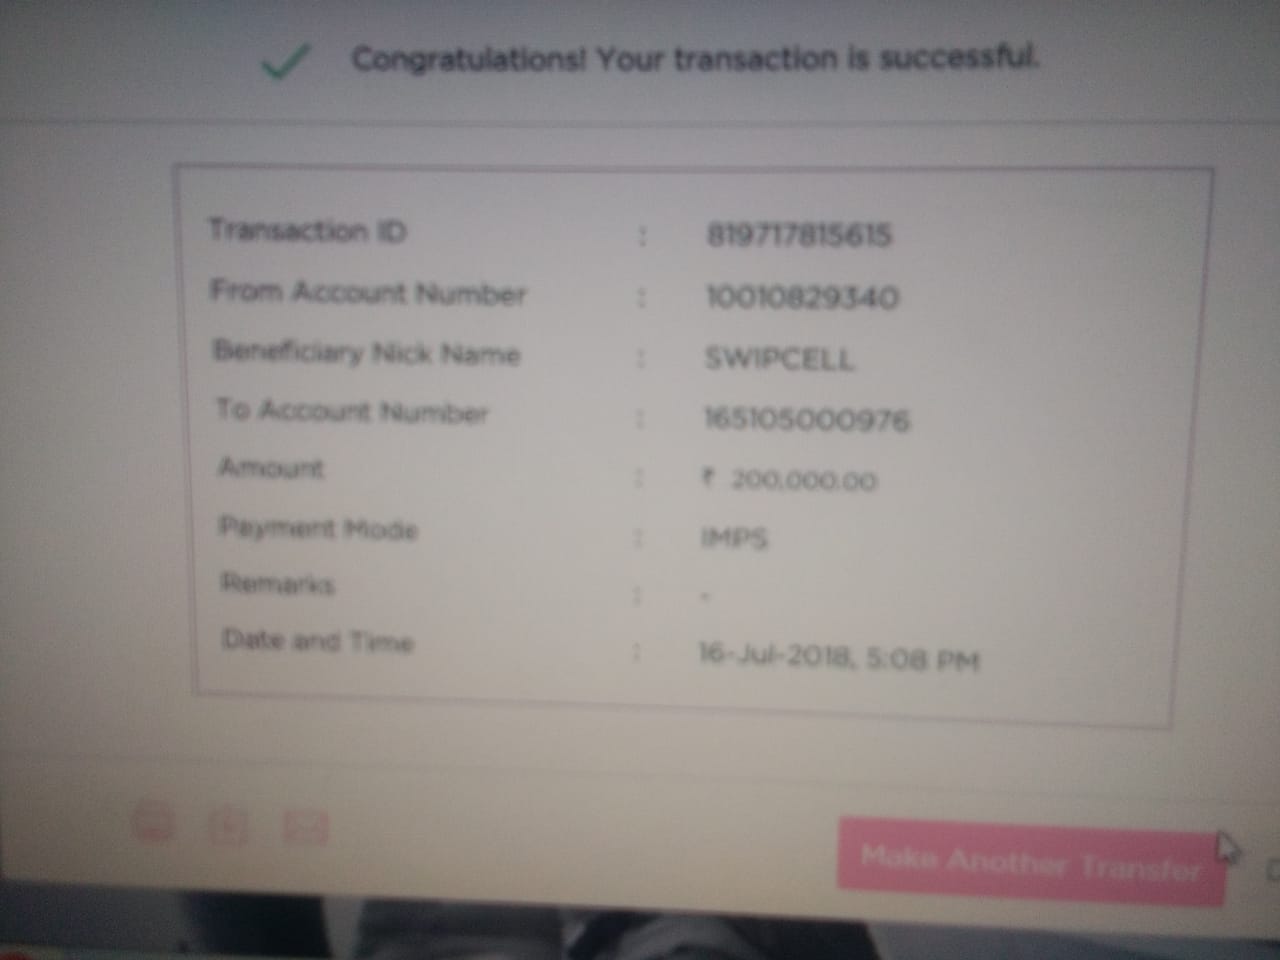 Congratulations! Your transaction is successful.
Transaction ID : 819717815615
From Account Number : 10010829340
Beneficiary Nick Name : SWIPCELL
To Account Number : 165105000976
Amount : ₹ 200,000.00
Payment Mode : IMPS
Remarks : -
Date and Time : 16-Jul-2018, 5:08 PM
Make Another Transfer